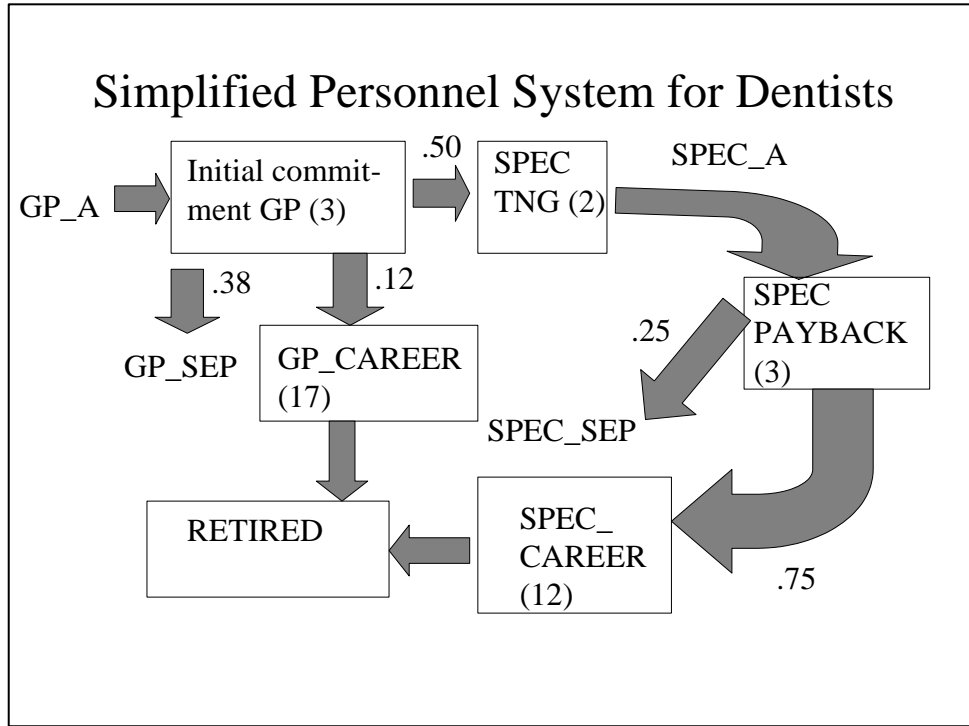 Simplified Personnel System for Dentists
GP_A
Initial commit-
ment GP (3)
.50
SPEC
TNG (2)
SPEC_A
.38
GP_SEP
.12
GP_CAREER
(17)
SPEC
PAYBACK
(3)
.25
SPEC_SEP
RETIRED
SPEC_
CAREER
(12)
.75